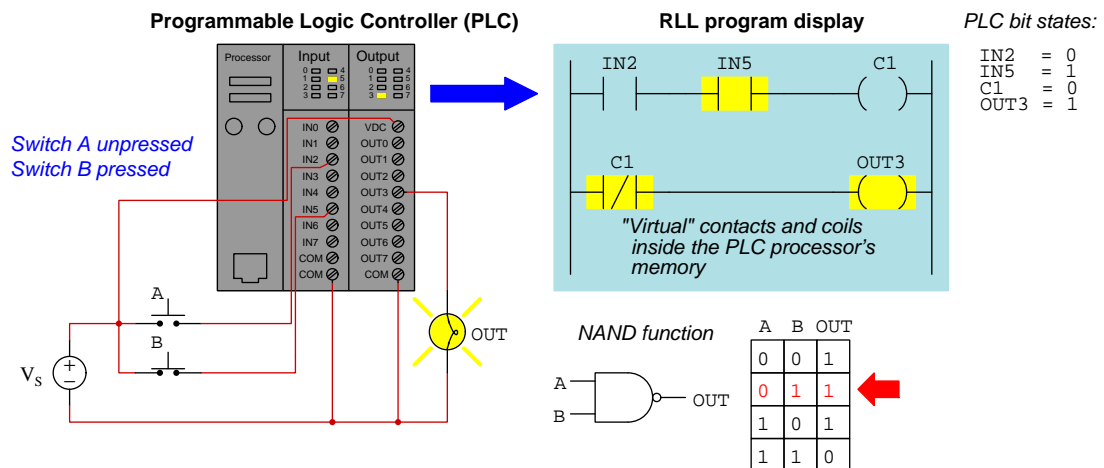 Programmable Logic Controller (PLC)
RLL program display
PLC bit states:
IN2 = 0
IN5 = 1
C1 = 0
OUT3 = 1
Processor
Input
Output
0 4
1 5
2 6
3 7
0 4
1 5
2 6
3 7
IN0
IN1
IN2
IN3
IN4
IN5
IN6
IN7
COM
COM
VDC
OUT0
OUT1
OUT2
OUT3
OUT4
OUT5
OUT6
OUT7
COM
Switch A unpressed
Switch B pressed
IN2 IN5 C1
C1 OUT3
"Virtual" contacts and coils
inside the PLC processor's
memory
A
B
VS
+
−
OUT
NAND function
A
B
OUT
A B OUT
0 0 1
0 1 1
1 0 1
1 1 0